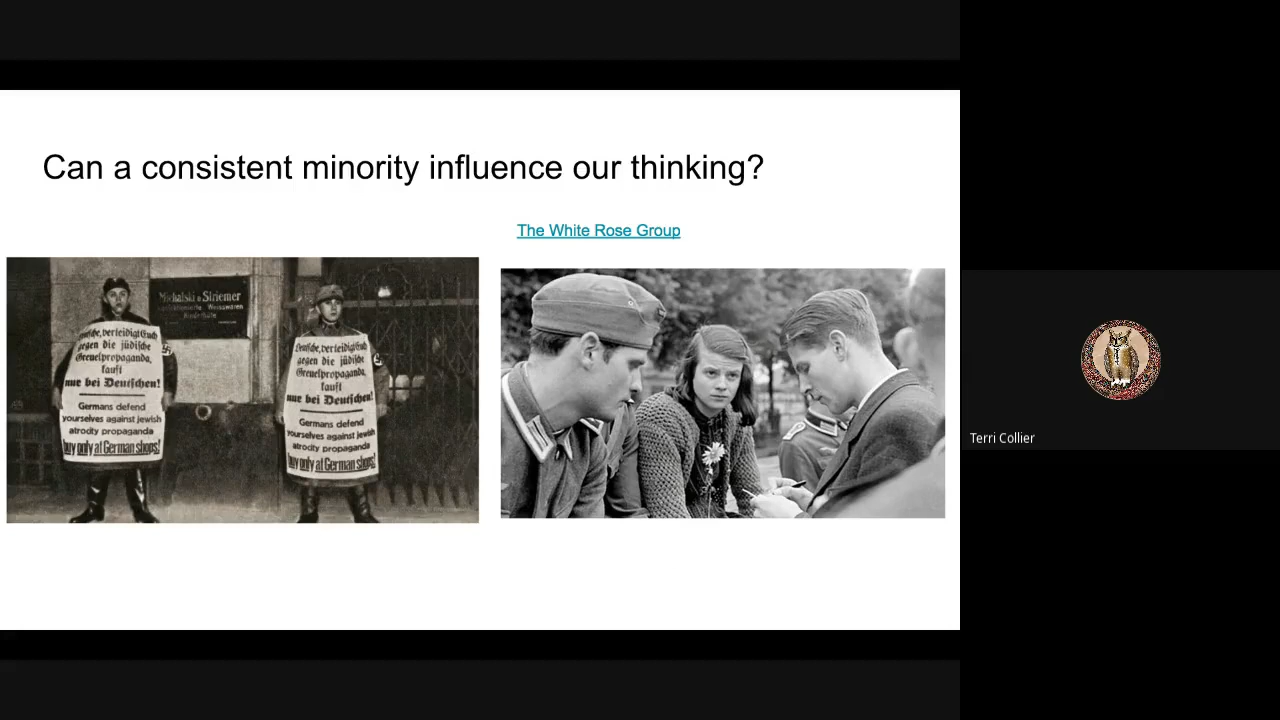 Can a consistent minority influence our thinking?
The White Rose Group
Michalski & Striemer
Deutsche, verteidigt Euch
gegen die jüdische
Greuelpropaganda,
kauft
nur bei Deutschen!
Germans defend
yourselves against jewish
atrocity propaganda
buy only at German shops!
Deutsche, verteidigt Euch
gegen die jüdische
Greuelpropaganda,
kauft
nur bei Deutschen!
Germans defend
yourselves against jewish
atrocity propaganda
buy only at German shops!
Terri Collier